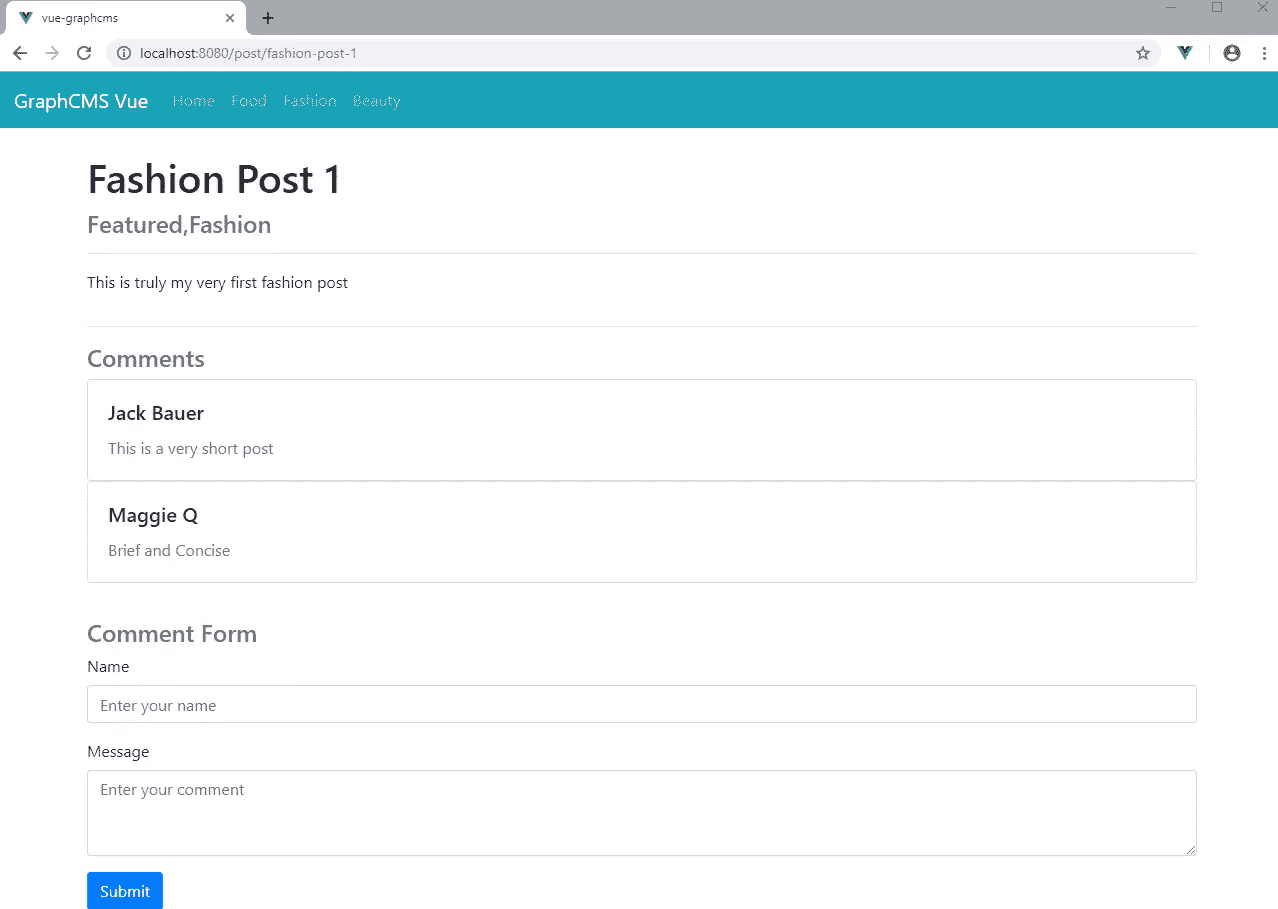 vue-graphcms
localhost:8080/post/fashion-post-1
GraphCMS Vue Home Food Fashion Beauty
Fashion Post 1
Featured,Fashion
This is truly my very first fashion post
Comments
Jack Bauer
This is a very short post
Maggie Q
Brief and Concise
Comment Form
Name
Enter your name
Message
Enter your comment
Submit